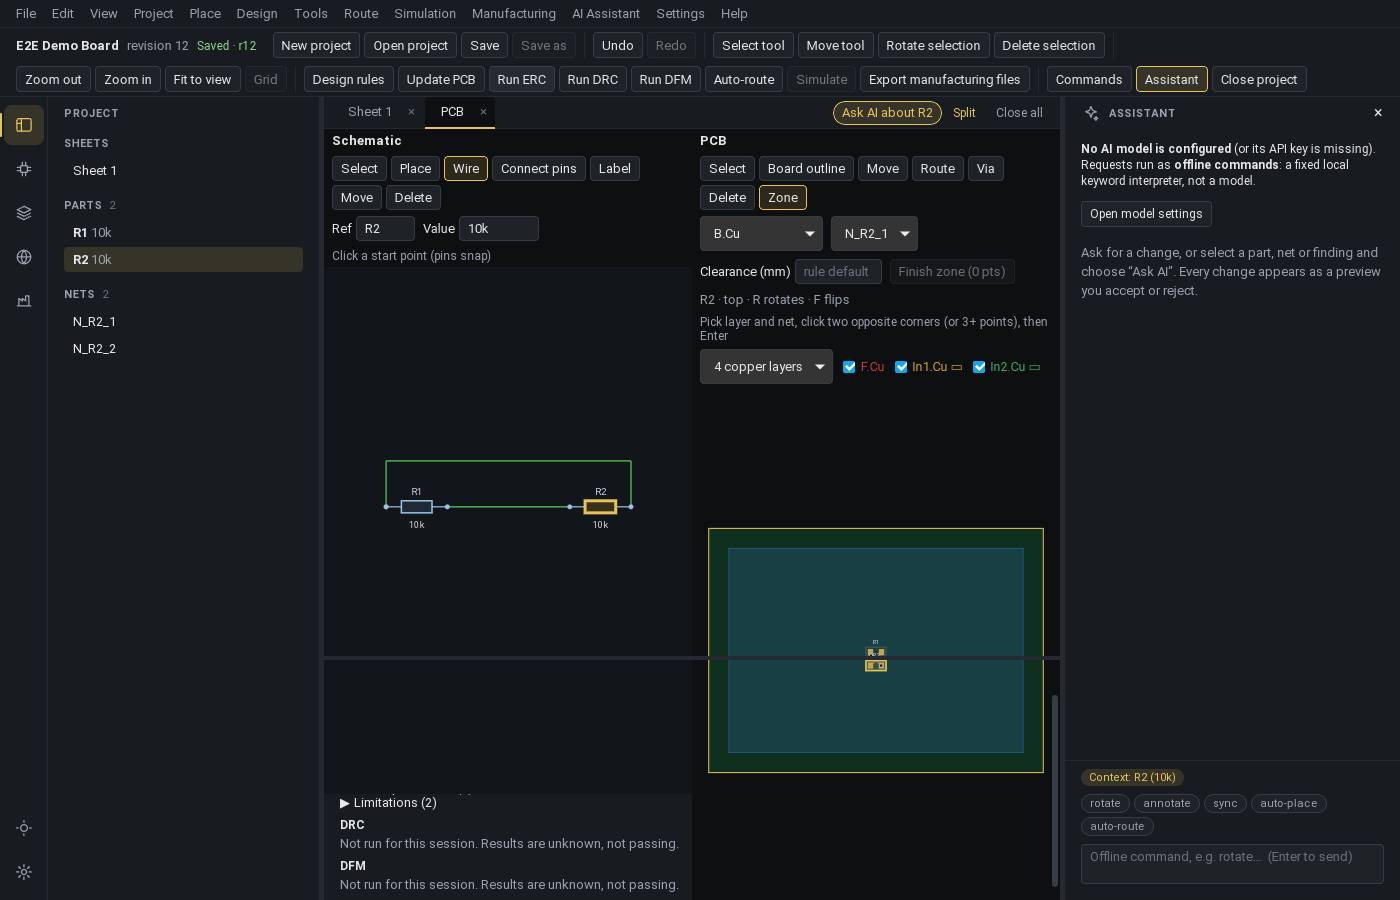 File Edit View Project Place Design Tools Route Simulation Manufacturing AI Assistant Settings Help
E2E Demo Board revision 12 Saved · r12 New project Open project Save Save as Undo Redo Select tool Move tool Rotate selection Delete selection
Zoom out Zoom in Fit to view Grid Design rules Update PCB Run ERC Run DRC Run DFM Auto-route Simulate Export manufacturing files Commands Assistant Close project
PROJECT
SHEETS
Sheet 1
PARTS 2
R1 10k
R2 10k
NETS 2
N_R2_1
N_R2_2
Sheet 1 × PCB × Ask AI about R2 Split Close all
Schematic
Select Place Wire Connect pins Label
Move Delete
Ref R2 Value 10k
Click a start point (pins snap)
R1 R2
10k 10k
▶ Limitations (2)
DRC
Not run for this session. Results are unknown, not passing.
DFM
Not run for this session. Results are unknown, not passing.
PCB
Select Board outline Move Route Via
Delete Zone
B.Cu N_R2_1
Clearance (mm) rule default Finish zone (0 pts)
R2 · top · R rotates · F flips
Pick layer and net, click two opposite corners (or 3+ points), then
Enter
4 copper layers F.Cu In1.Cu ▭ In2.Cu ▭
R1
ASSISTANT ×
No AI model is configured (or its API key is missing).
Requests run as offline commands: a fixed local
keyword interpreter, not a model.
Open model settings
Ask for a change, or select a part, net or finding and
choose “Ask AI”. Every change appears as a preview
you accept or reject.
Context: R2 (10k)
rotate annotate sync auto-place
auto-route
Offline command, e.g. rotate… (Enter to send)